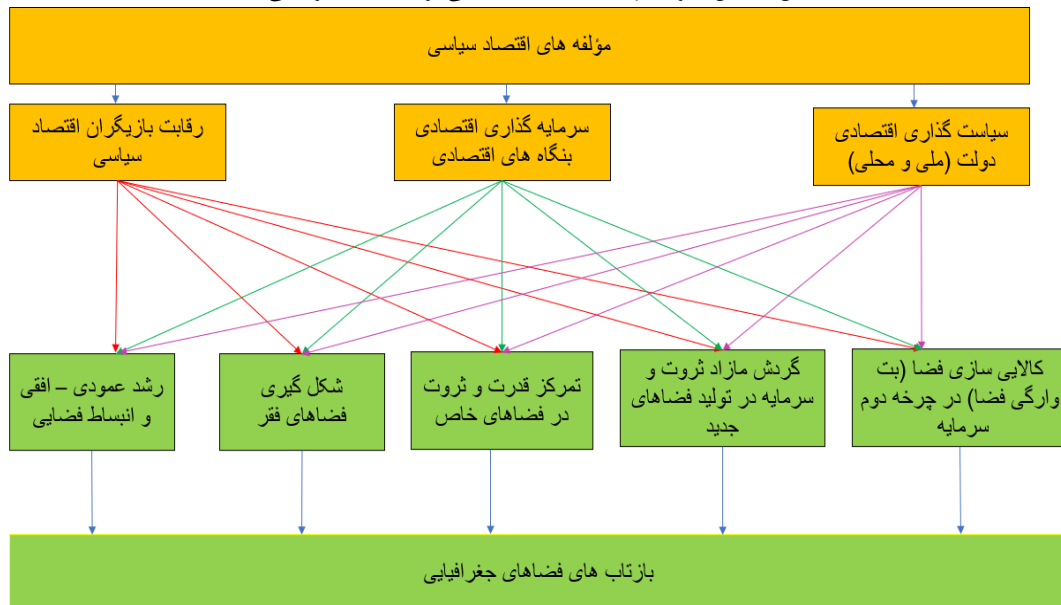 مؤلفه های اقتصاد سیاسی
سیاست گذاری اقتصادی
دولت (ملی و محلی)
سرمایه گذاری اقتصادی
بنگاه های اقتصادی
رقابت بازیگران اقتصاد
سیاسی
کالایی سازی فضا (بت
وارگی فضا) در چرخه دوم
سرمایه
گردش مازاد ثروت و
سرمایه در تولید فضاهای
جدید
تمرکز قدرت و ثروت
در فضاهای خاص
شکل گیری
فضاهای فقر
رشد عمودی – افقی
و انبساط فضایی
بازتاب های فضاهای جغرافیایی